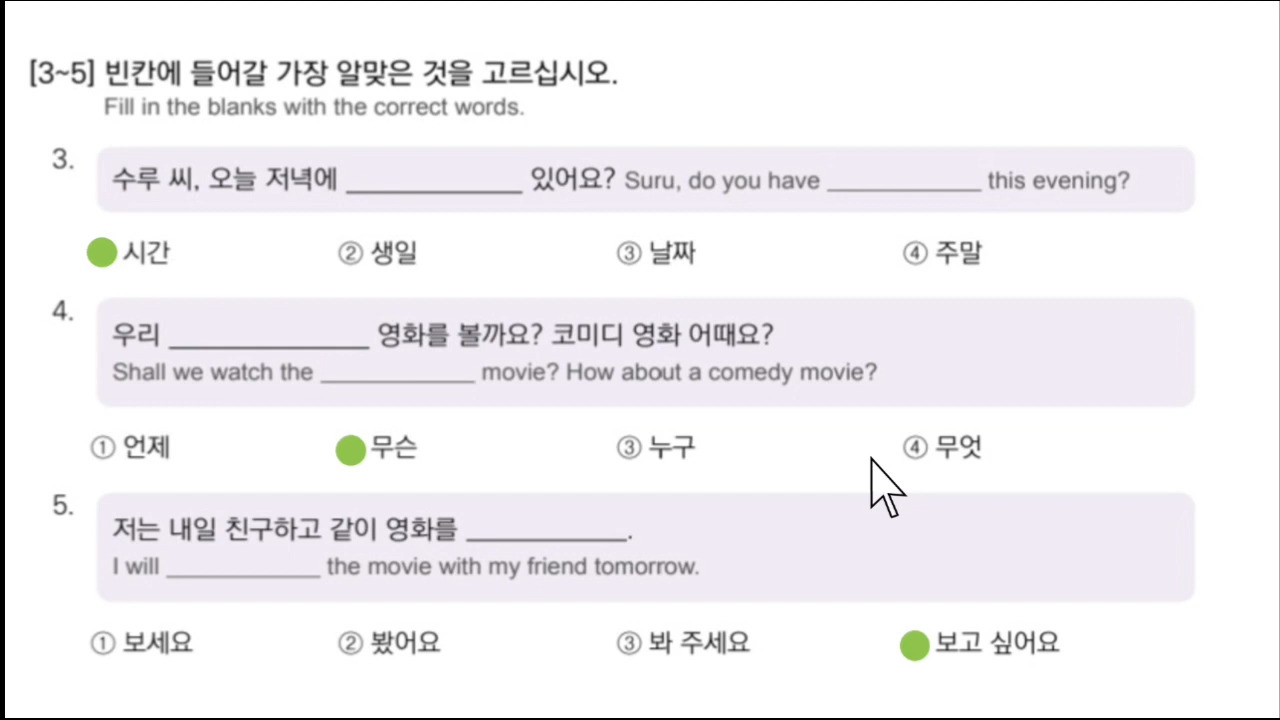 [3~5] 빈칸에 들어갈 가장 알맞은 것을 고르십시오.
Fill in the blanks with the correct words.
3.
수루 씨, 오늘 저녁에 _____________ 있어요? Suru, do you have ____________ this evening?
시간 ② 생일 ③ 날짜 ④ 주말
4.
우리 _______________ 영화를 볼까요? 코미디 영화 어때요?
Shall we watch the ____________ movie? How about a comedy movie?
① 언제 무슨 ③ 누구 ④ 무엇
5.
저는 내일 친구하고 같이 영화를 ____________.
I will ____________ the movie with my friend tomorrow.
① 보세요 ② 봤어요 ③ 봐 주세요 보고 싶어요